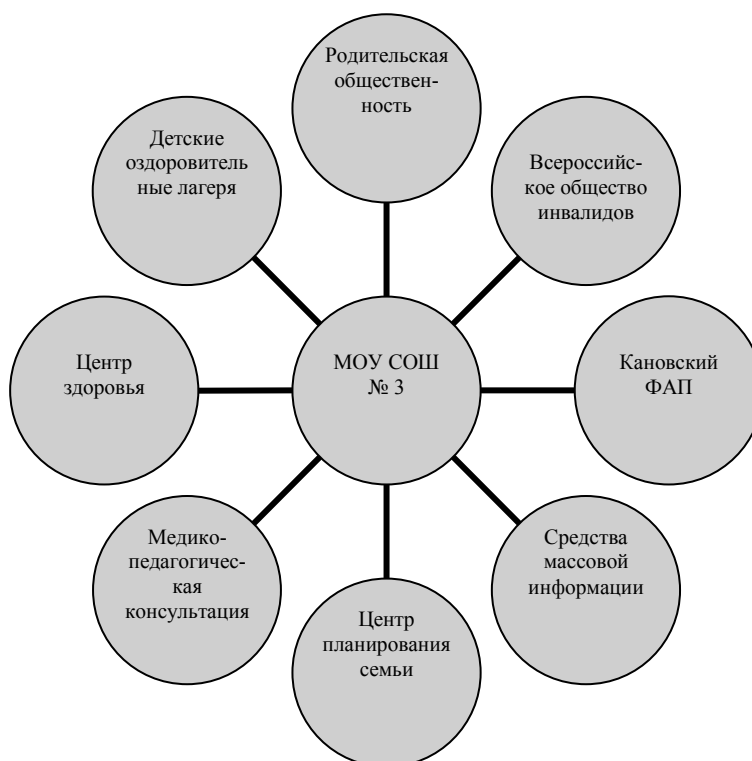 Родительская
обществен-
ность
Детские
оздоровитель
ные лагеря
Всероссийс-
кое общество
инвалидов
Центр
здоровья
МОУ СОШ
№ 3
Кановский
ФАП
Медико-
педагогичес-
кая
консультация
Средства
массовой
информации
Центр
планирования
семьи